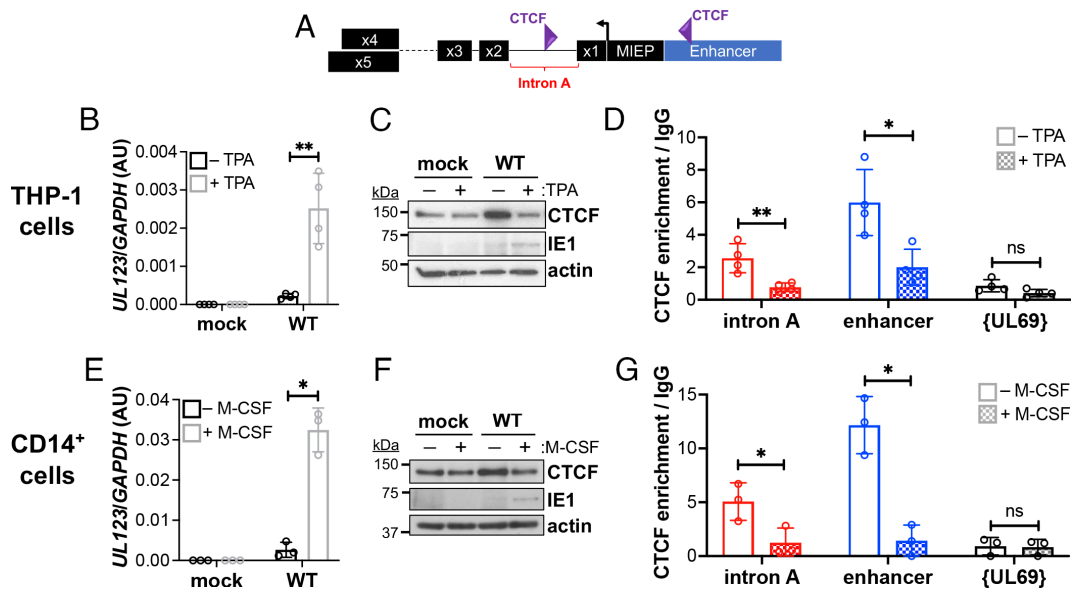 A
CTCF
CTCF
x4
x5
x3
x2
x1
MIEP
Enhancer
Intron A
THP-1
cells
B
UL123/GAPDH (AU)
0.004
0.003
0.002
0.001
0.000
– TPA
+ TPA
**
mock
WT
C
mock
WT
kDa
– + – + :TPA
150
CTCF
75
IE1
50
actin
D
CTCF enrichment / IgG
10
8
6
4
2
0
– TPA
+ TPA
**
*
ns
intron A
enhancer
{UL69}
CD14+
cells
E
UL123/GAPDH (AU)
0.04
0.03
0.02
0.01
0.00
– M-CSF
+ M-CSF
*
mock
WT
F
mock
WT
kDa
– + – + :M-CSF
150
CTCF
75
IE1
37
actin
G
CTCF enrichment / IgG
15
10
5
0
– M-CSF
+ M-CSF
*
*
ns
intron A
enhancer
{UL69}